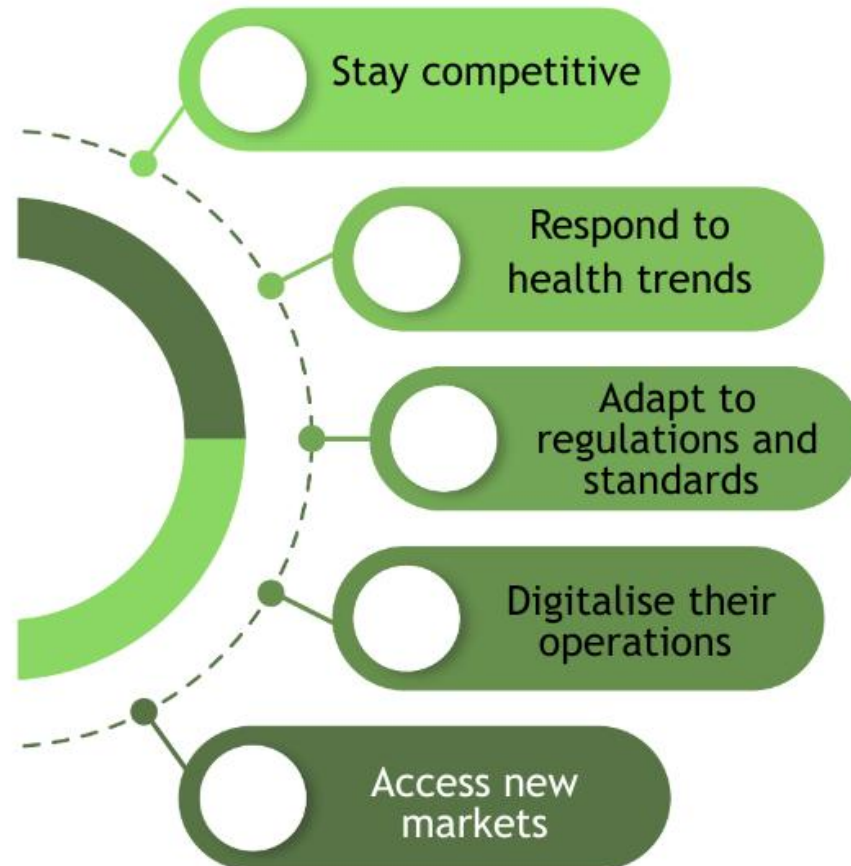 Stay competitive
Respond to
health trends
Adapt to
regulations and
standards
Digitalise their
operations
Access new
markets